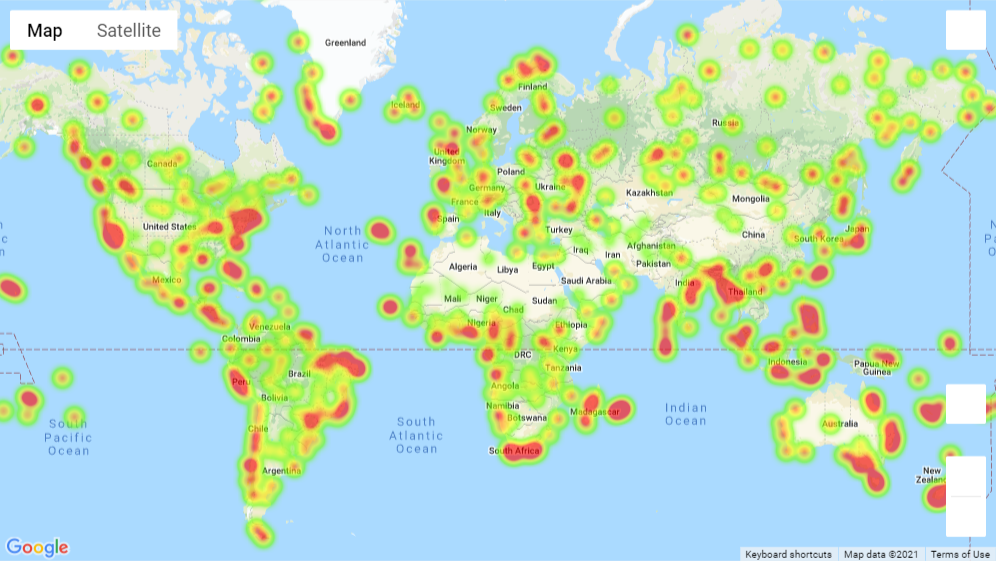 Map
Satellite
Greenland
Iceland
Finland
Sweden
Norway
Russia
United
Kingdom
Canada
Poland
Germany
Ukraine
Kazakhstan
France
Mongolia
Italy
Spain
United States
North
Atlantic
Ocean
Turkey
China
Japan
South Korea
Iraq
Iran
Afghanistan
Pakistan
Algeria
Libya
Egypt
Saudi Arabia
India
Mexico
Mali
Niger
Chad
Sudan
Thailand
Nigeria
Ethiopia
Venezuela
Colombia
DRC
Kenya
Indonesia
Papua New
Guinea
Tanzania
Brazil
Peru
Angola
Bolivia
Namibia
Botswana
Madagascar
Indian
Ocean
South
Pacific
Ocean
Chile
South
Atlantic
Ocean
Australia
South Africa
Argentina
New
Zealand
Google
Keyboard shortcuts
Map data ©2021
Terms of Use